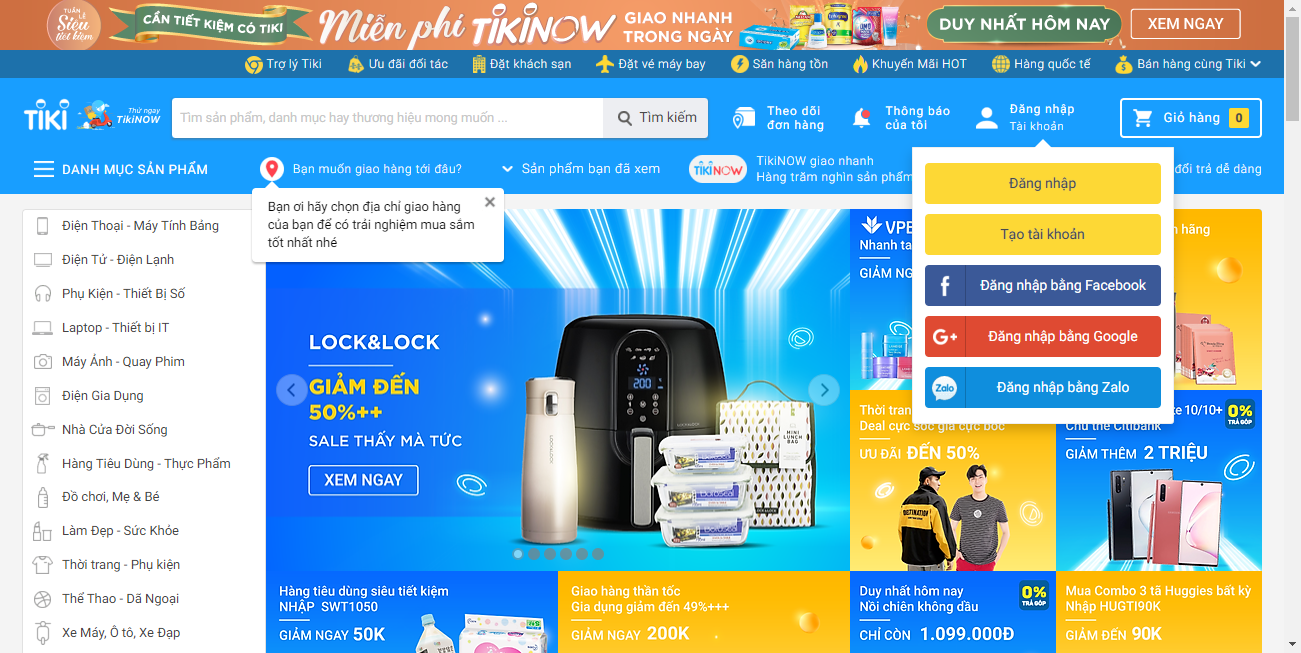 TUẦN LỄ
Siêu
tiết kiệm
CẦN TIẾT KIỆM CÓ TIKI
Miễn phí TIKINOW
GIAO NHANH
TRONG NGÀY
DUY NHẤT HÔM NAY
XEM NGAY
Trợ lý Tiki
Ưu đãi đối tác
Đặt khách sạn
Đặt vé máy bay
Săn hàng tồn
Khuyến Mãi HOT
Hàng quốc tế
Bán hàng cùng Tiki
TIKI
Thử ngay
TikiNOW
Tìm sản phẩm, danh mục hay thương hiệu mong muốn ...
Tìm kiếm
Theo dõi
đơn hàng
Thông báo
của tôi
Đăng nhập
Tài khoản
Giỏ hàng 0
DANH MỤC SẢN PHẨM
Bạn muốn giao hàng tới đâu?
Sản phẩm bạn đã xem
TIKI NOW
TikiNOW giao nhanh
Hàng trăm nghìn sản phẩm
đổi trả dễ dàng
Bạn ơi hãy chọn địa chỉ giao hàng
của bạn để có trải nghiệm mua sắm
tốt nhất nhé
Đăng nhập
Tạo tài khoản
Đăng nhập bằng Facebook
G+ Đăng nhập bằng Google
Zalo Đăng nhập bằng Zalo
Điện Thoại - Máy Tính Bảng
Điện Tử - Điện Lạnh
Phụ Kiện - Thiết Bị Số
Laptop - Thiết bị IT
Máy Ảnh - Quay Phim
Điện Gia Dụng
Nhà Cửa Đời Sống
Hàng Tiêu Dùng - Thực Phẩm
Đồ chơi, Mẹ & Bé
Làm Đẹp - Sức Khỏe
Thời trang - Phụ kiện
Thể Thao - Dã Ngoại
Xe Máy, Ô tô, Xe Đạp
LOCK&LOCK
GIẢM ĐẾN
50%++
SALE THẤY MÀ TỨC
XEM NGAY
200
MINI
LUNCH
BAG
Nhanh ta
GIẢM NG
n hãng
Thời tran
Deal cực sốc giá cực bốc
ƯU ĐÃI ĐẾN 50%
DESTINATION
10/10+
0%
TRẢ GÓP
Chủ thẻ Citibank
GIẢM THÊM 2 TRIỆU
Hàng tiêu dùng siêu tiết kiệm
NHẬP SWT1050
GIẢM NGAY 50K
Giao hàng thần tốc
Gia dụng giảm đến 49%+++
GIẢM NGAY 200K
Duy nhất hôm nay
Nồi chiên không dầu
CHỈ CÒN 1.099.000Đ
0%
TRẢ GÓP
Mua Combo 3 tã Huggies bất kỳ
Nhập HUGTI90K
GIẢM ĐẾN 90K